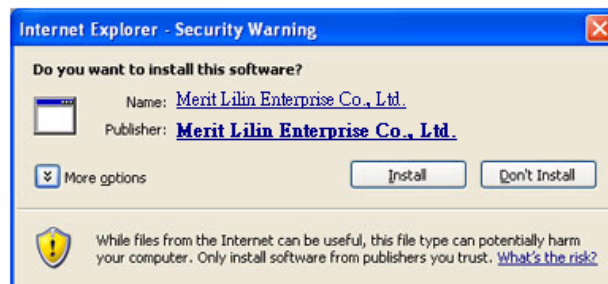 Internet Explorer - Security Warning
Do you want to install this software?
Name: Merit Lilin Enterprise Co., Ltd.
Publisher: Merit Lilin Enterprise Co., Ltd.
More options
Install
Don't Install
While files from the Internet can be useful, this file type can potentially harm
your computer. Only install software from publishers you trust. What's the risk?